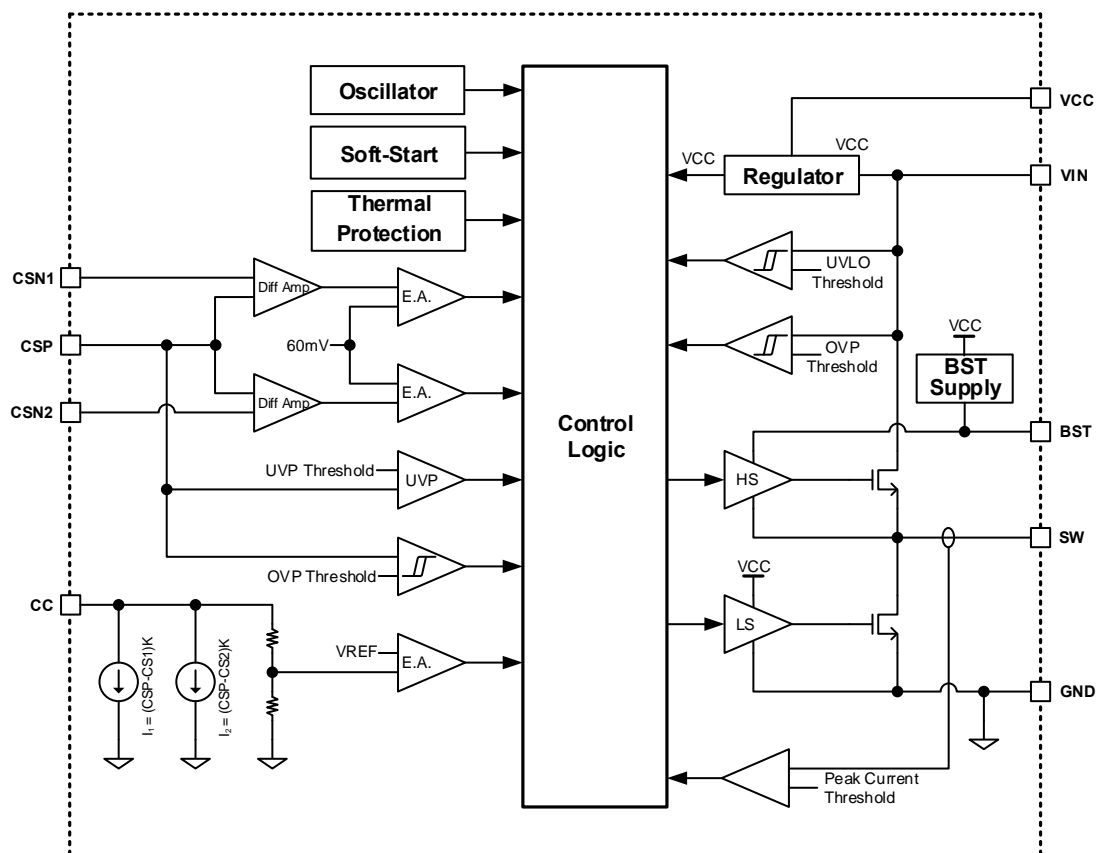 Oscillator
Soft-Start
Thermal
Protection
CSN1
CSP
CSN2
CC
Diff Amp
Diff Amp
60mV
E.A.
E.A.
UVP Threshold
UVP
OVP Threshold
VREF
E.A.
I₁ = (CSP-CS1)K
I₂ = (CSP-CS2)K
Control
Logic
VCC
VCC
Regulator
UVLO
Threshold
OVP
Threshold
VCC
BST
Supply
HS
VCC
LS
Peak Current
Threshold
VCC
VIN
BST
SW
GND